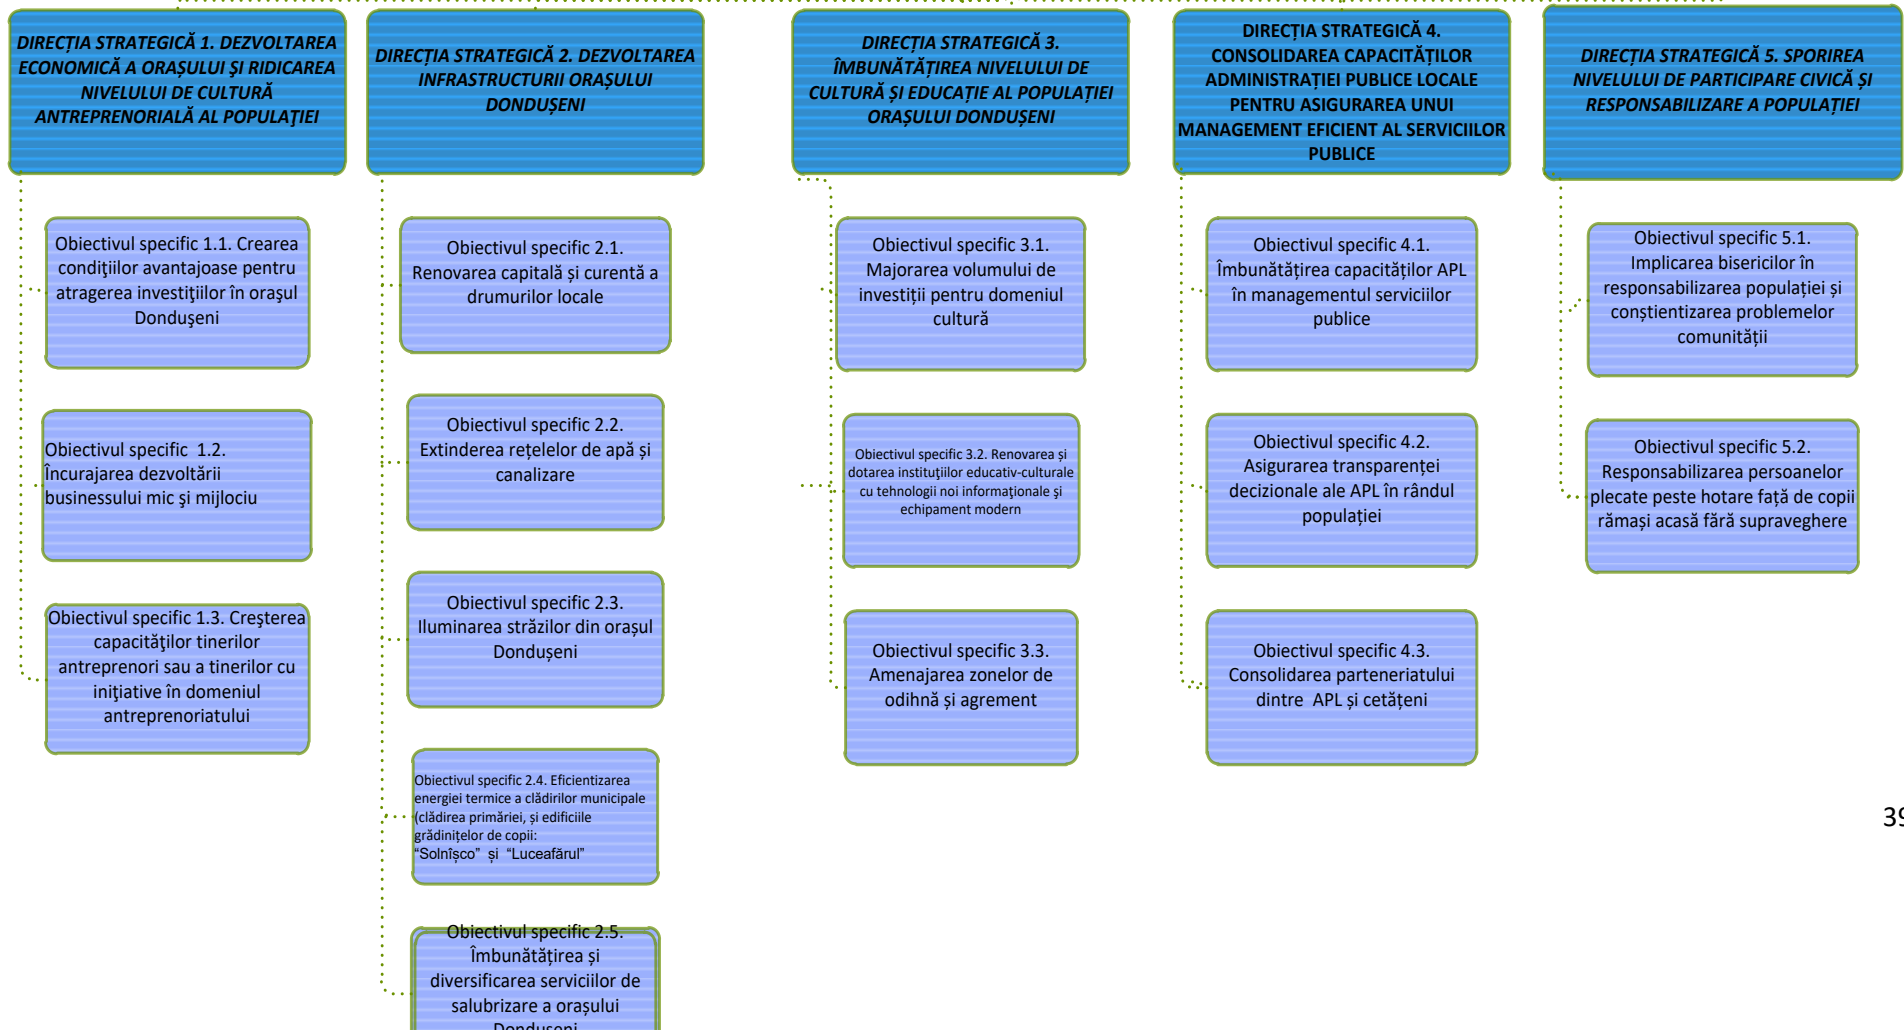 DIRECȚIA STRATEGICĂ 1. DEZVOLTAREA
ECONOMICĂ A ORAȘULUI ŞI RIDICAREA
NIVELULUI DE CULTURĂ
ANTREPRENORIALĂ AL POPULAŢIEI
Obiectivul specific 1.1. Crearea
condiţiilor avantajoase pentru
atragerea investiţiilor în oraşul
Donduşeni
Obiectivul specific  1.2.
Încurajarea dezvoltării
businessului mic şi mijlociu
Obiectivul specific 1.3. Creşterea
capacităţilor tinerilor
antreprenori sau a tinerilor cu
iniţiative în domeniul
antreprenoriatului
DIRECȚIA STRATEGICĂ 2. DEZVOLTAREA
INFRASTRUCTURII ORAȘULUI
DONDUȘENI
Obiectivul specific 2.1.
Renovarea capitală și curentă a
drumurilor locale
Obiectivul specific 2.2.
Extinderea rețelelor de apă și
canalizare
Obiectivul specific 2.3.
Iluminarea străzilor din orașul
Dondușeni
Obiectivul specific 2.4. Eficientizarea
energiei termice a clădirilor municipale
(clădirea primăriei, și edificiile
grădinițelor de copii:
“Solnîșco”  și  “Luceafărul”
Obiectivul specific 2.5.
Îmbunătățirea și
diversificarea serviciilor de
salubrizare a orașului
Dondușeni
DIRECȚIA STRATEGICĂ 3.
ÎMBUNĂTĂȚIREA NIVELULUI DE
CULTURĂ ȘI EDUCAȚIE AL POPULAȚIEI
ORAȘULUI DONDUȘENI
Obiectivul specific 3.1.
Majorarea volumului de
investiții pentru domeniul
cultură
Obiectivul specific 3.2. Renovarea și
dotarea instituţiilor educativ-culturale
cu tehnologii noi informaţionale şi
echipament modern
Obiectivul specific 3.3.
Amenajarea zonelor de
odihnă și agrement
DIRECȚIA STRATEGICĂ 4.
CONSOLIDAREA CAPACITĂȚILOR
ADMINISTRAȚIEI PUBLICE LOCALE
PENTRU ASIGURAREA UNUI
MANAGEMENT EFICIENT AL SERVICIILOR
PUBLICE
Obiectivul specific 4.1.
Îmbunătățirea capacităților APL
în managementul serviciilor
publice
Obiectivul specific 4.2.
Asigurarea transparenței
decizionale ale APL în rândul
populației
Obiectivul specific 4.3.
Consolidarea parteneriatului
dintre  APL și cetățeni
DIRECȚIA STRATEGICĂ 5. SPORIREA
NIVELULUI DE PARTICIPARE CIVICĂ ȘI
RESPONSABILIZARE A POPULAȚIEI
Obiectivul specific 5.1.
Implicarea bisericilor în
responsabilizarea populației și
conștientizarea problemelor
comunității
Obiectivul specific 5.2.
Responsabilizarea persoanelor
plecate peste hotare față de copii
rămași acasă fără supraveghere
39